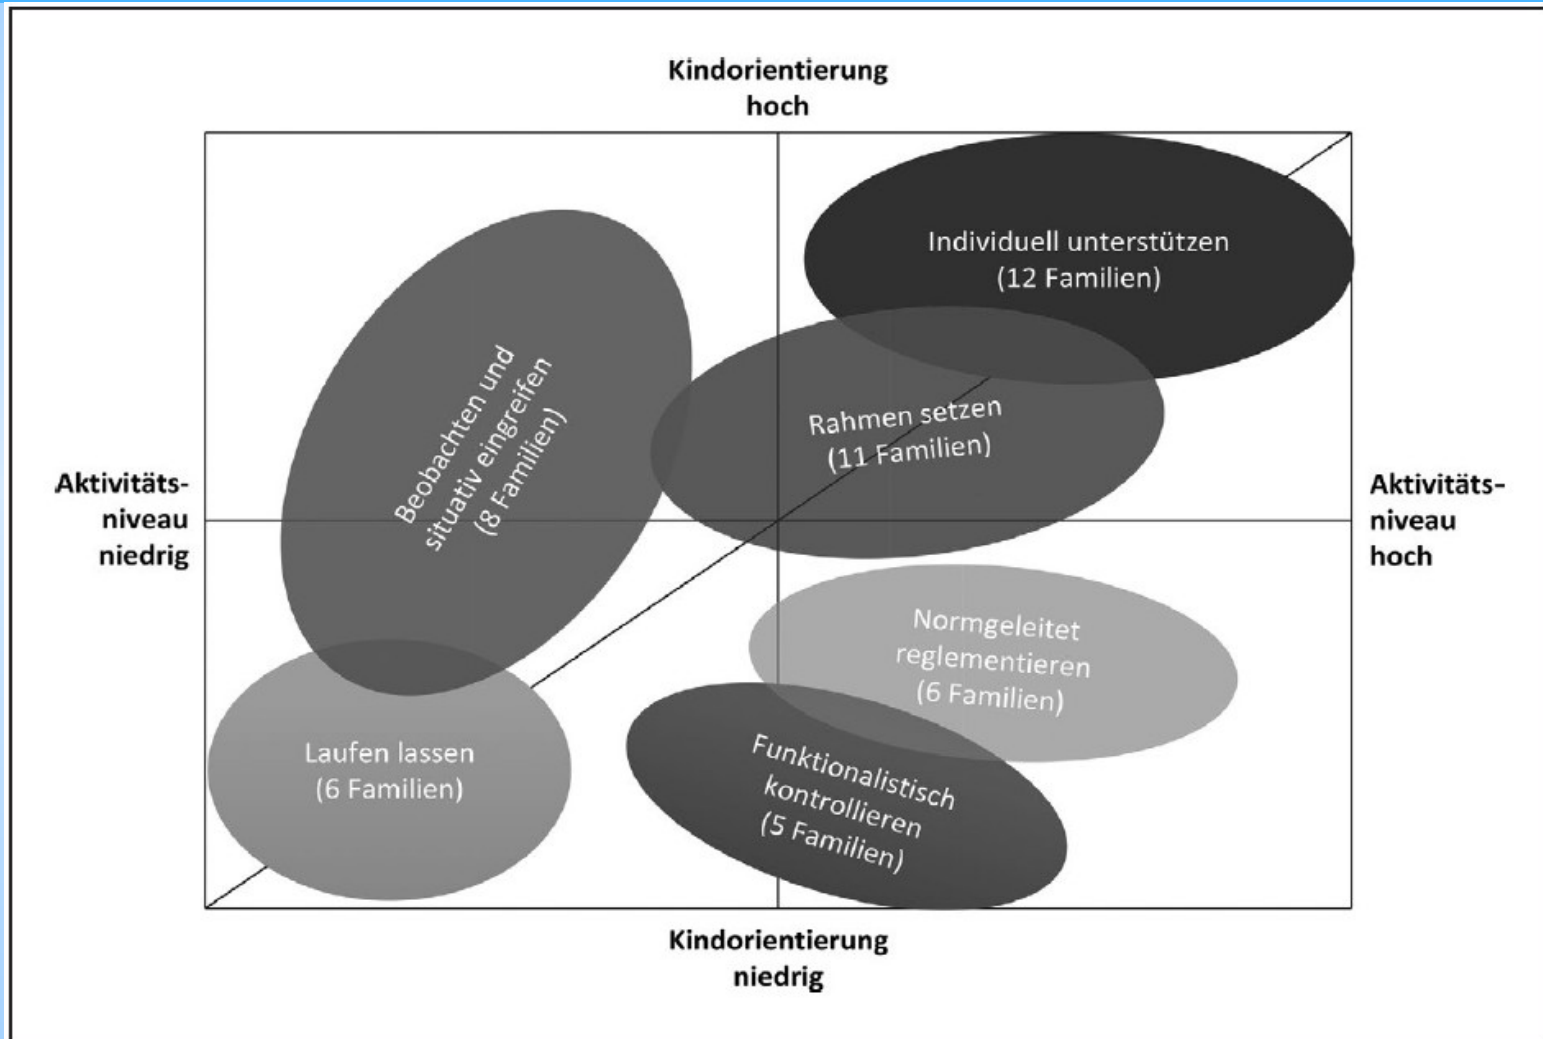 Kindorientierung
hoch
Individuell unterstützen
(12 Familien)
Beobachten und
situativ eingreifen
(8 Familien)
Rahmen setzen
(11 Familien)
Aktivitäts-
niveau
niedrig
Aktivitäts-
niveau
hoch
Normgeleitet
reglementieren
(6 Familien)
Laufen lassen
(6 Familien)
Funktionalistisch
kontrollieren
(5 Familien)
Kindorientierung
niedrig